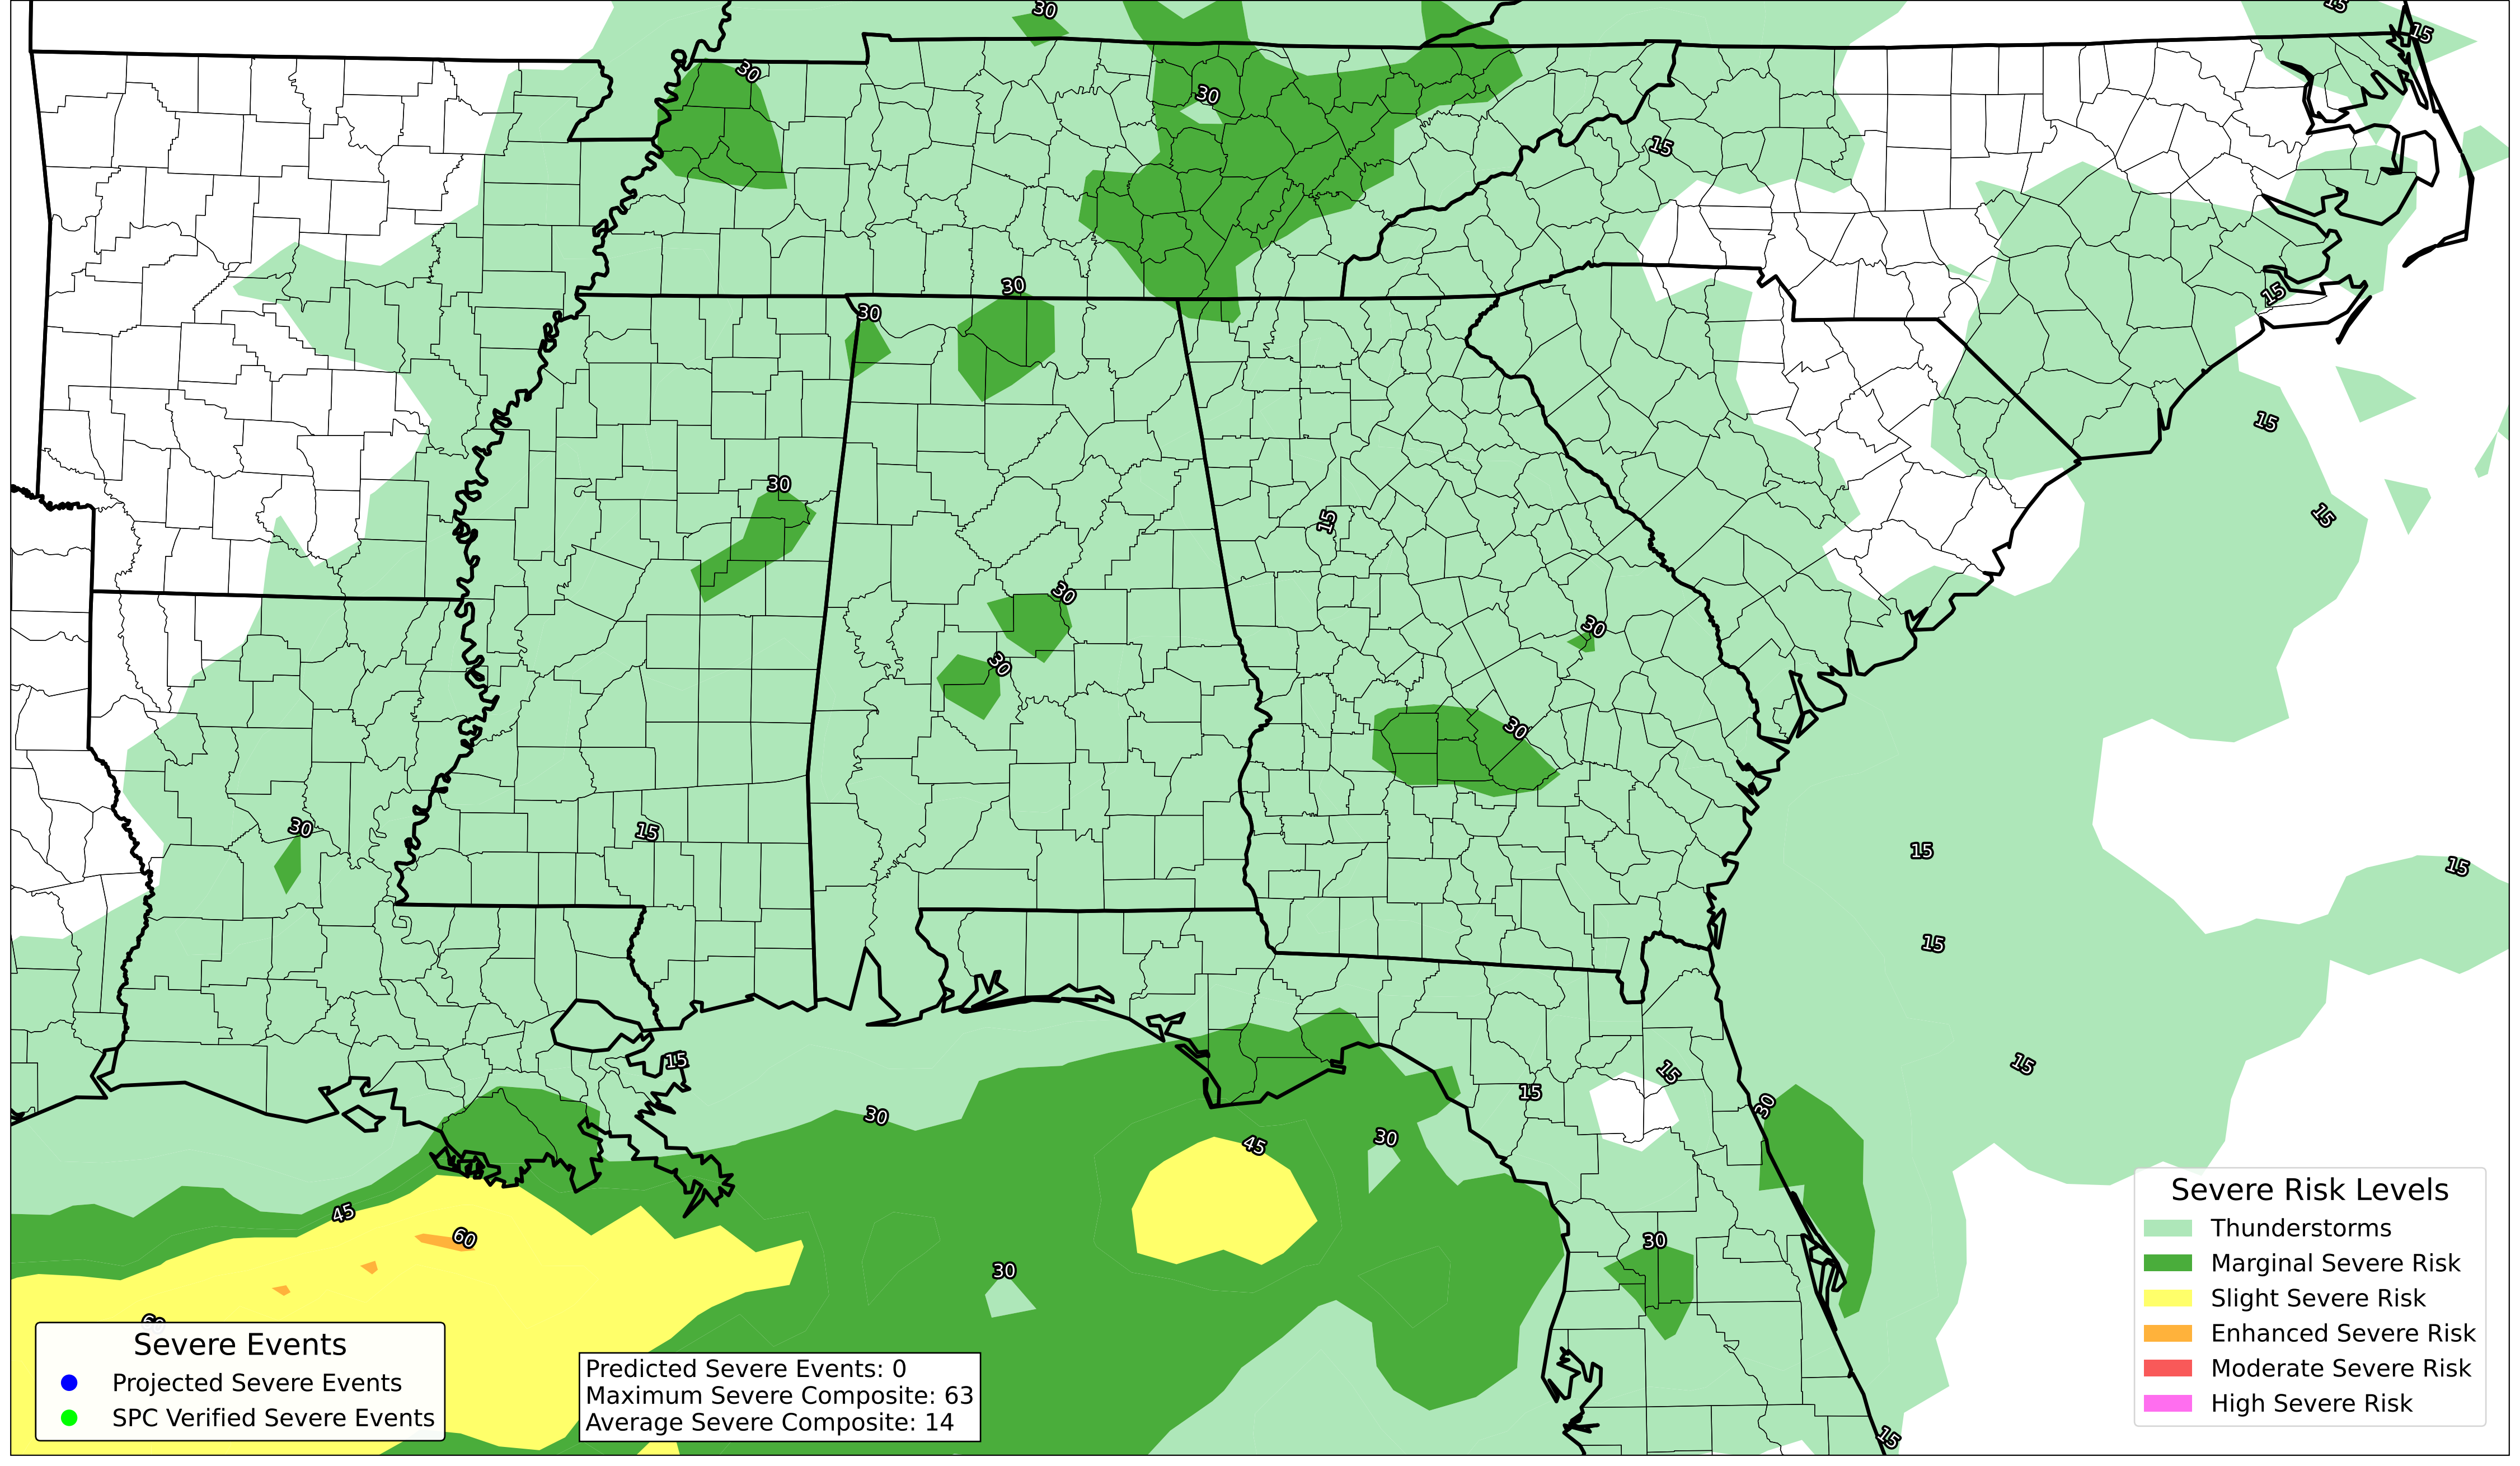 30
15
15
30
30
15
30
15
30
15
30
15
30
30
30
30
15
30
15
15
15
15
15
30
15
30
15
15
30
45
45
60
30
30
60
15
Severe Events
Projected Severe Events
SPC Verified Severe Events
Predicted Severe Events: 0
Maximum Severe Composite: 63
Average Severe Composite: 14
Severe Risk Levels
Thunderstorms
Marginal Severe Risk
Slight Severe Risk
Enhanced Severe Risk
Moderate Severe Risk
High Severe Risk